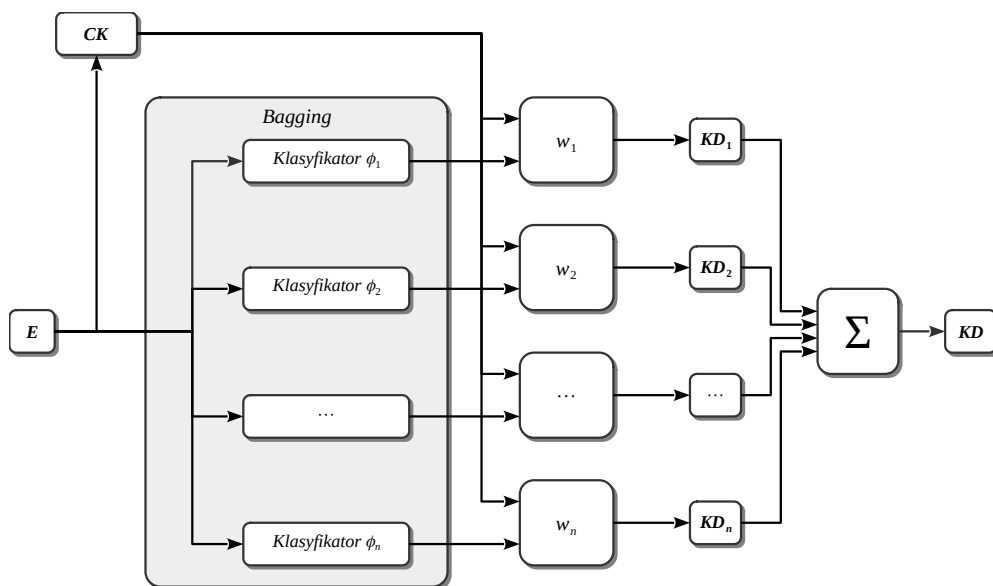 CK
Bagging
Klasyfikator ϕ₁
w₁
KD₁
Klasyfikator ϕ₂
w₂
KD₂
E
Σ
KD
...
...
...
Klasyfikator ϕₙ
wₙ
KDₙ